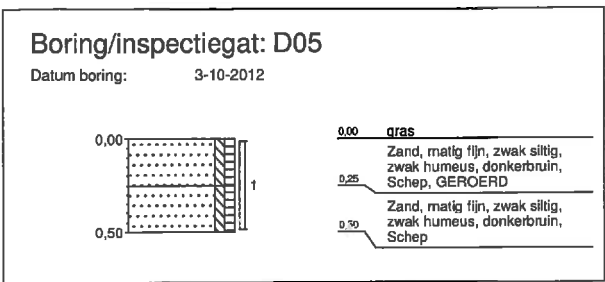 Boring/inspectiegat: D05
Datum boring: 3-10-2012
0,00
0,50
1
0,00 gras
Zand, matig fijn, zwak siltig,
zwak humeus, donkerbruin,
0,25 Schep, GEROERD
Zand, matig fijn, zwak siltig,
zwak humeus, donkerbruin,
0,50 Schep